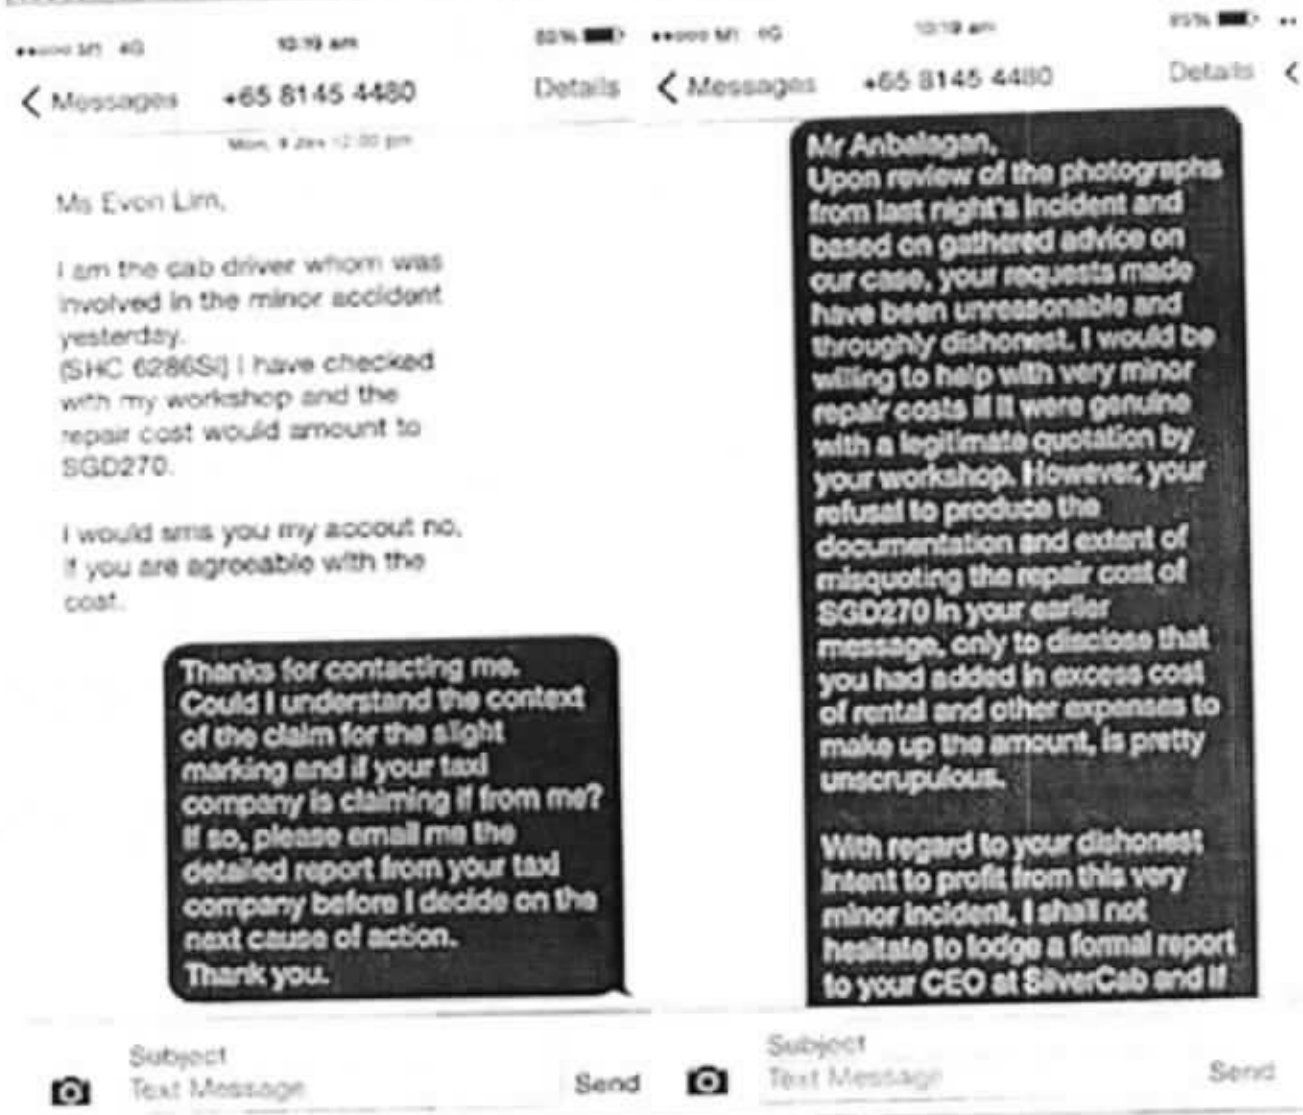 10:19 am
85%
Messages
+65 8145 4480
Details
Ms Evon Lim,
I am the cab driver whom was
involved in the minor accident
yesterday.
I have checked
with my workshop and the
repair cost would amount to
SGD270.
I would sms you my accout no,
if you are agreeable with the
cost.
Thanks for contacting me.
Could I understand the context
of the claim for the slight
marking and if your taxi
company is claiming if from me?
If so, please email me the
detailed report from your taxi
company before I decide on the
next cause of action.
Thank you.
Subject
Text Message
Send
10:19 am
85%
Messages
+65 8145 4480
Details
Mr Anbalagan,
Upon review of the photographs
from last night's incident and
based on gathered advice on
our case, your requests made
have been unreasonable and
throughly dishonest. I would be
willing to help with very minor
repair costs if it were genuine
with a legitimate quotation by
your workshop. However, your
refusal to produce the
documentation and extent of
misquoting the repair cost of
SGD270 in your earlier
message, only to disclose that
you had added in excess cost
of rental and other expenses to
make up the amount, is pretty
unscrupulous.
With regard to your dishonest
intent to profit from this very
minor incident, I shall not
hesitate to lodge a formal report
to your CEO at SilverCab and if
Subject
Text Message
Send